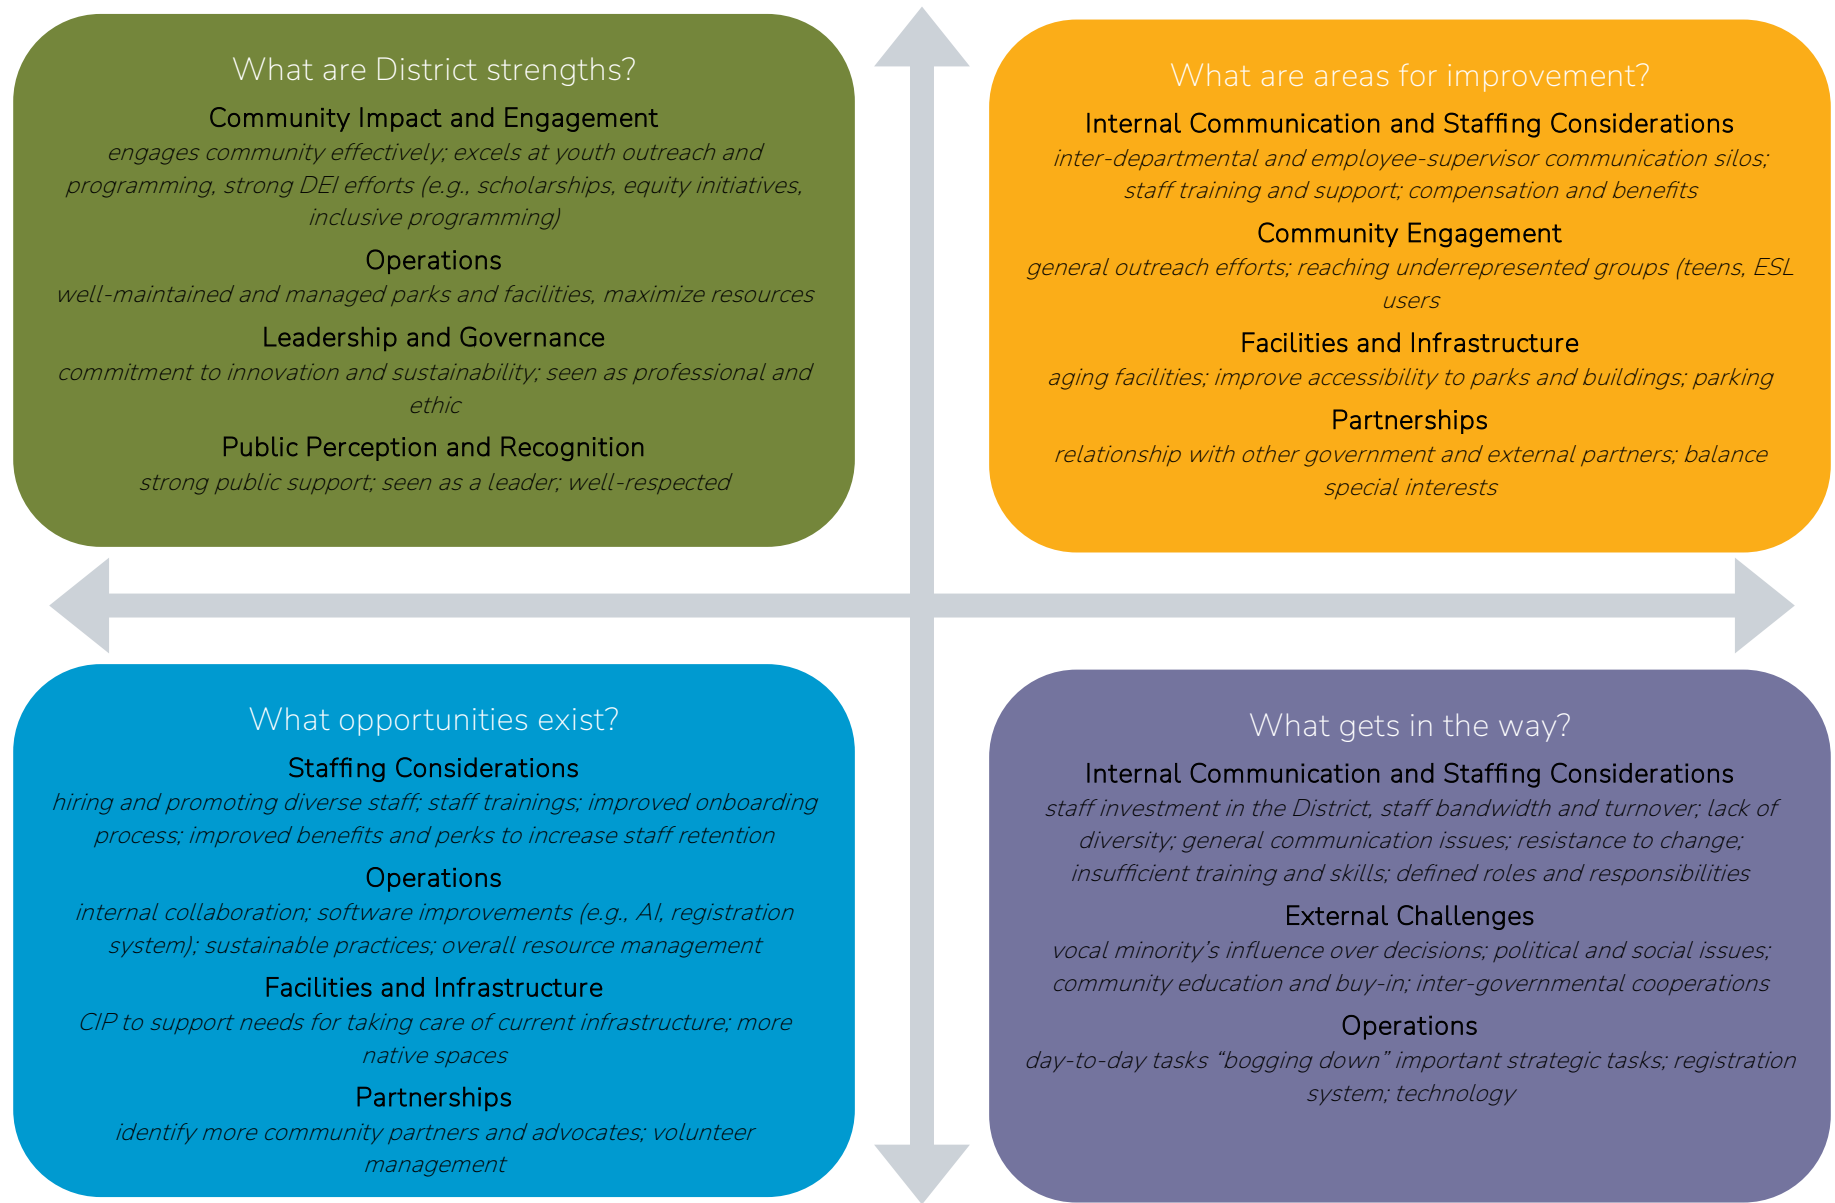 What are District strengths?
Community Impact and Engagement
engages community effectively; excels at youth outreach and
programming, strong DEI efforts (e.g., scholarships, equity initiatives,
inclusive programming)
Operations
well-maintained and managed parks and facilities, maximize resources
Leadership and Governance
commitment to innovation and sustainability; seen as professional and
ethic
Public Perception and Recognition
strong public support; seen as a leader; well-respected
What are areas for improvement?
Internal Communication and Staffing Considerations
inter-departmental and employee-supervisor communication silos;
staff training and support; compensation and benefits
Community Engagement
general outreach efforts; reaching underrepresented groups (teens, ESL
users
Facilities and Infrastructure
aging facilities; improve accessibility to parks and buildings; parking
Partnerships
relationship with other government and external partners; balance
special interests
What opportunities exist?
Staffing Considerations
hiring and promoting diverse staff; staff trainings; improved onboarding
process; improved benefits and perks to increase staff retention
Operations
internal collaboration; software improvements (e.g., AI, registration
system); sustainable practices; overall resource management
Facilities and Infrastructure
CIP to support needs for taking care of current infrastructure; more
native spaces
Partnerships
identify more community partners and advocates; volunteer
management
What gets in the way?
Internal Communication and Staffing Considerations
staff investment in the District, staff bandwidth and turnover; lack of
diversity; general communication issues; resistance to change;
insufficient training and skills; defined roles and responsibilities
External Challenges
vocal minority’s influence over decisions; political and social issues;
community education and buy-in; inter-governmental cooperations
Operations
day-to-day tasks “bogging down” important strategic tasks; registration
system; technology